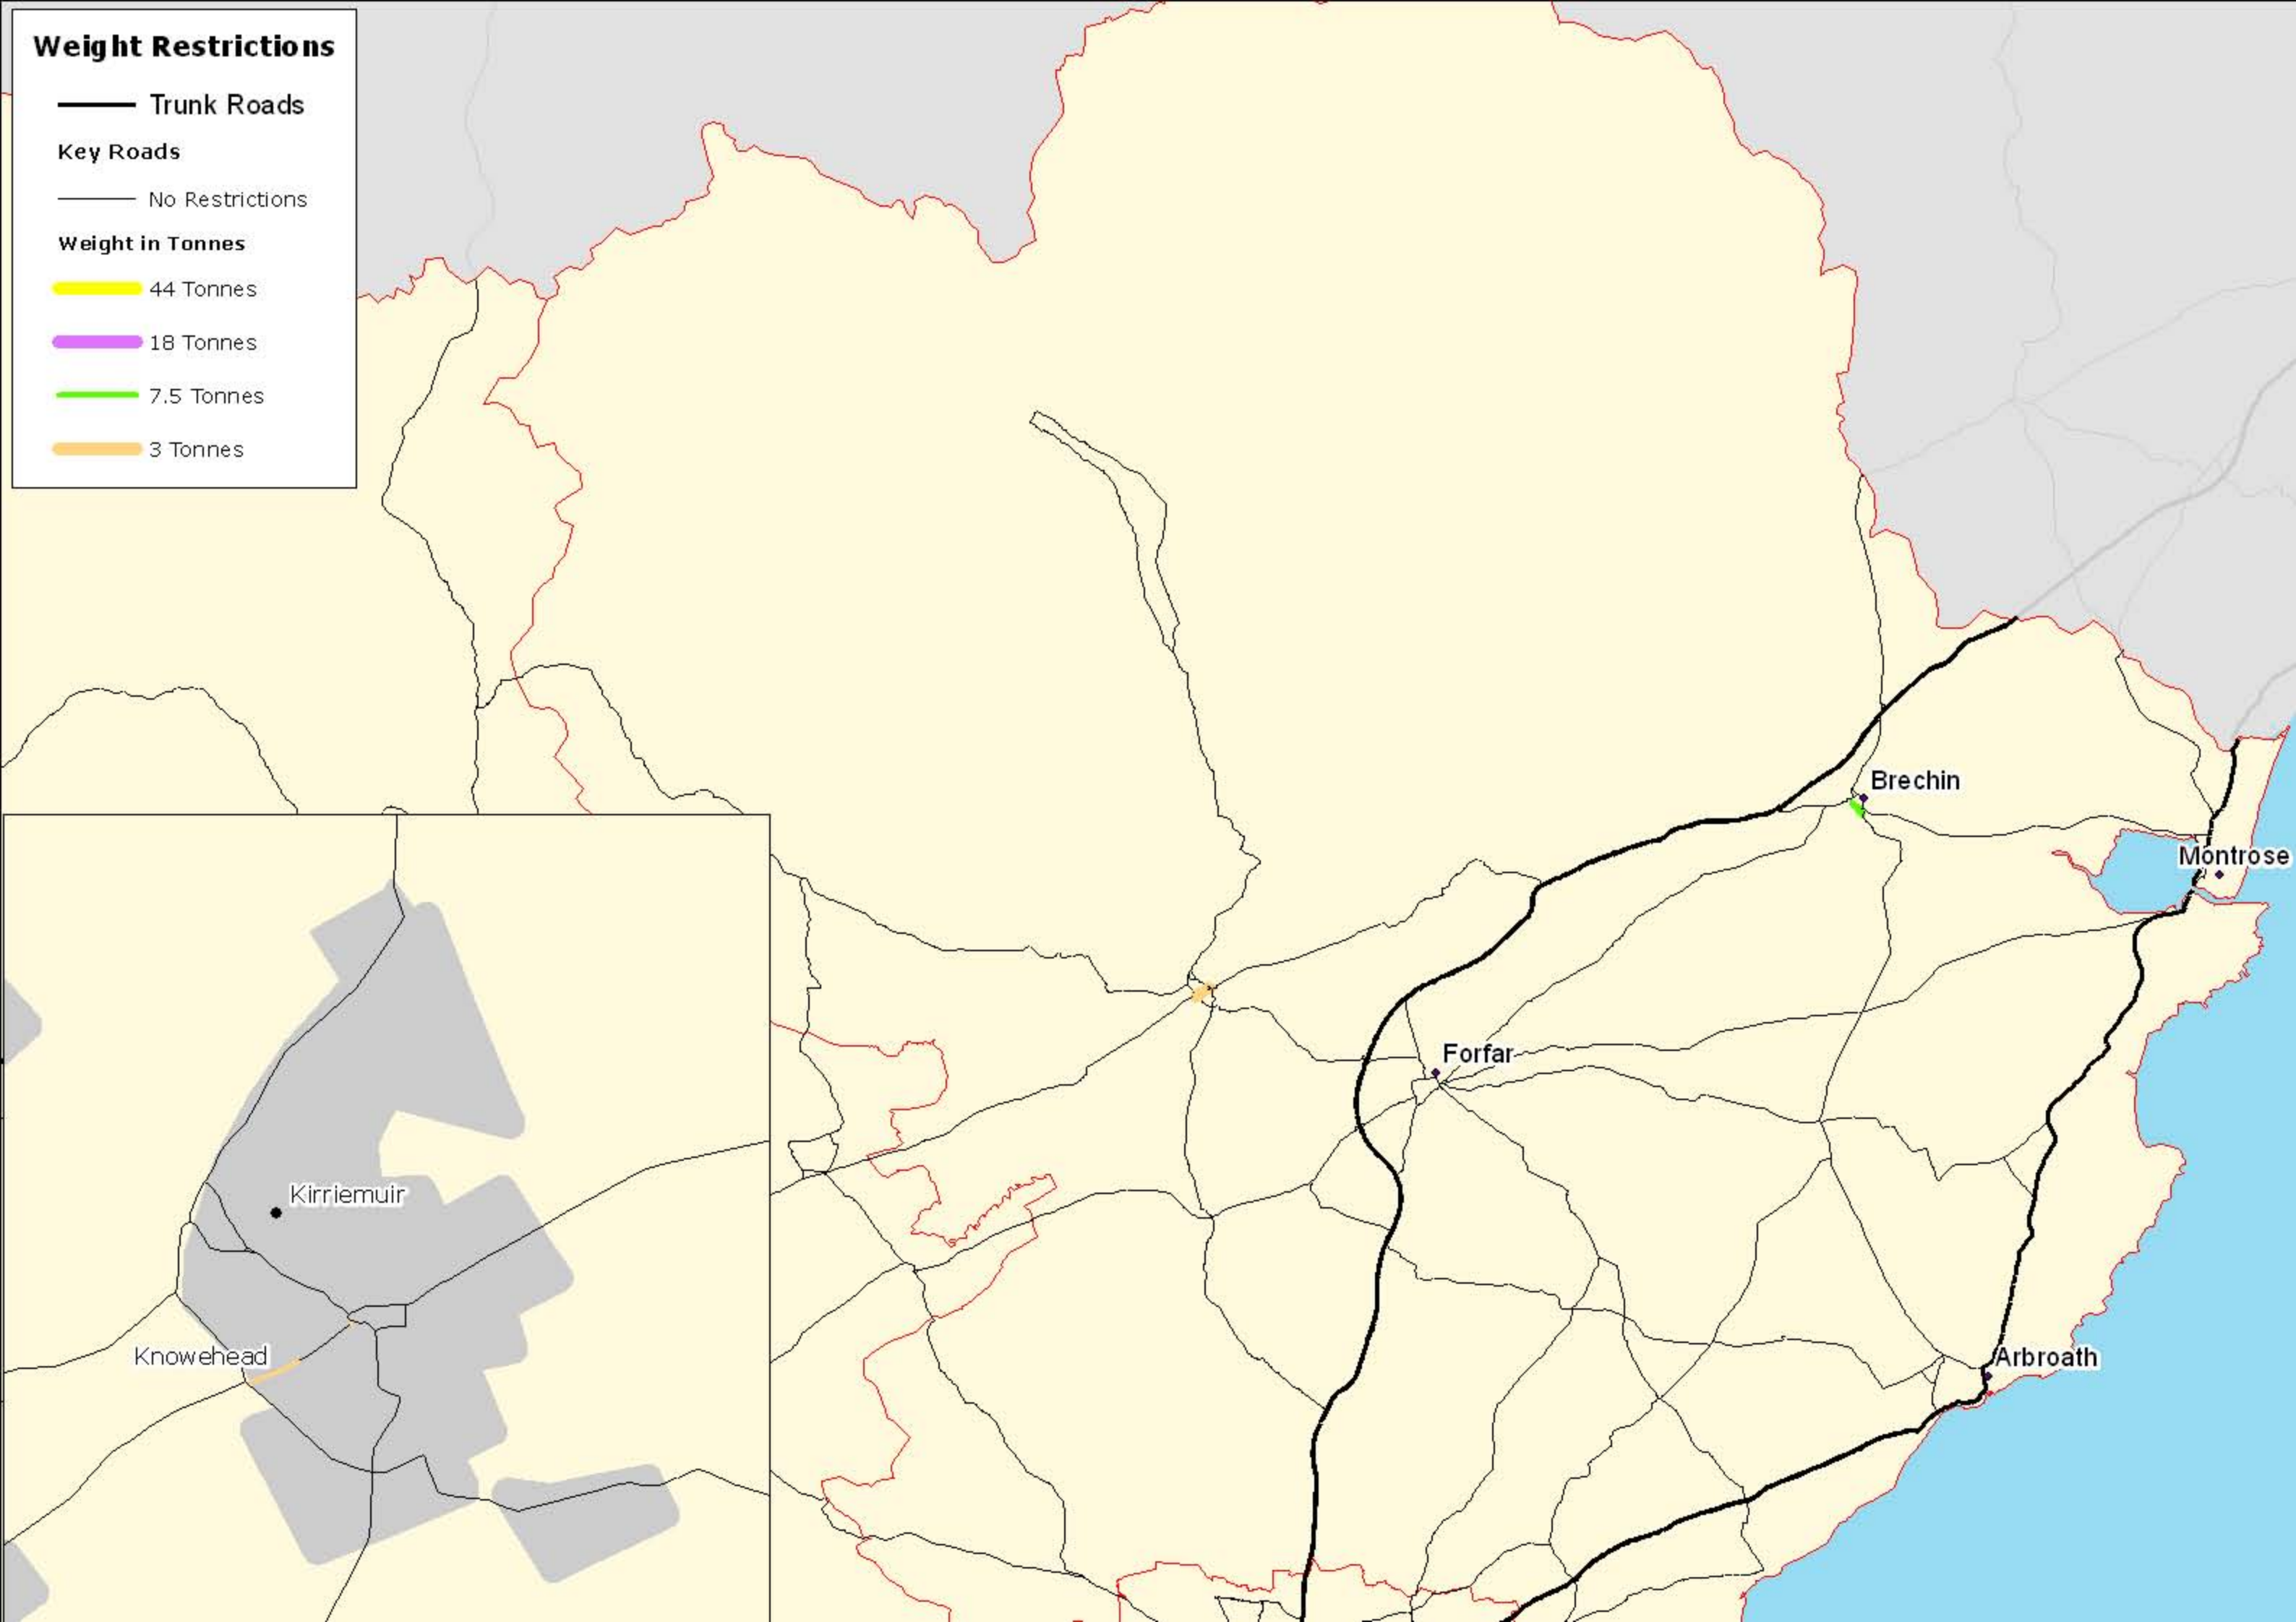 Weight Restrictions
Trunk Roads
Key Roads
No Restrictions
Weight in Tonnes
44 Tonnes
18 Tonnes
7.5 Tonnes
3 Tonnes
Brechin
Montrose
Forfar
Kirriemuir
Knowehead
Arbroath